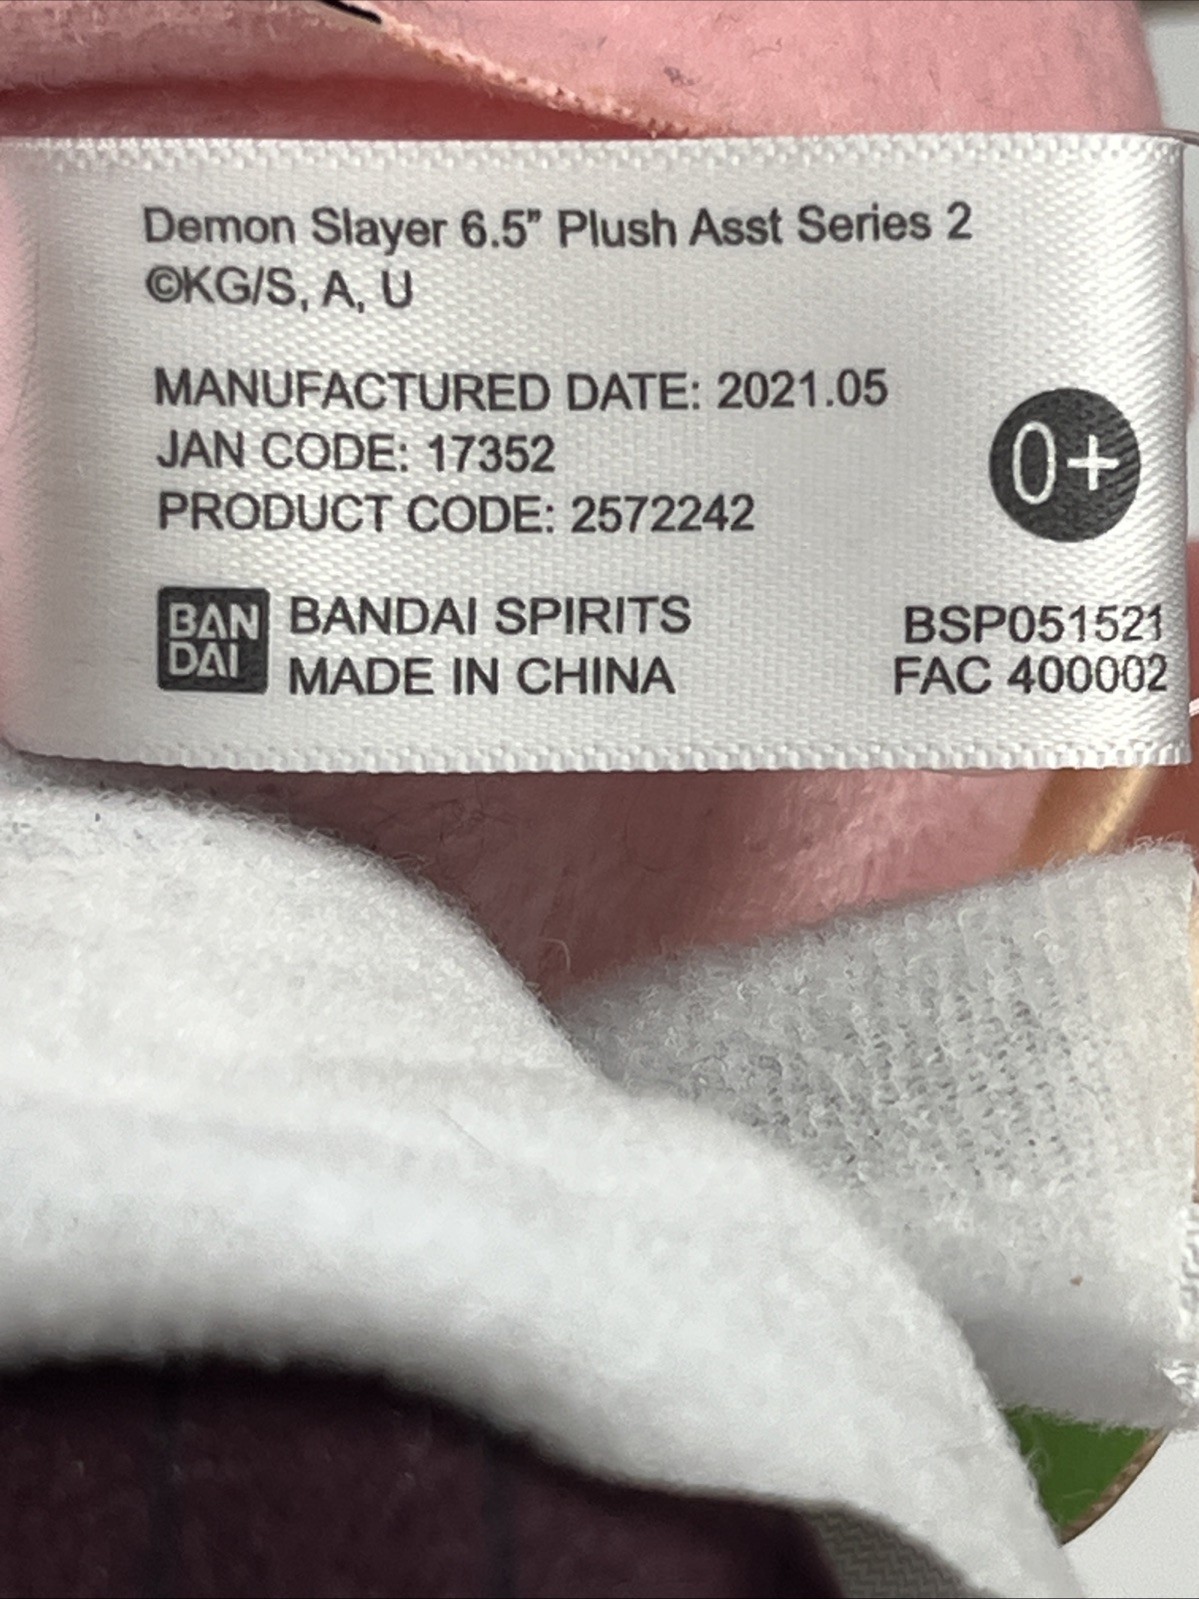 Demon Slayer 6.5” Plush Asst Series 2
©KG/S, A, U
MANUFACTURED DATE: 2021.05
JAN CODE: 17352
PRODUCT CODE: 2572242
0+
BAN
DAI
BANDAI SPIRITS
MADE IN CHINA
BSP051521
FAC 400002